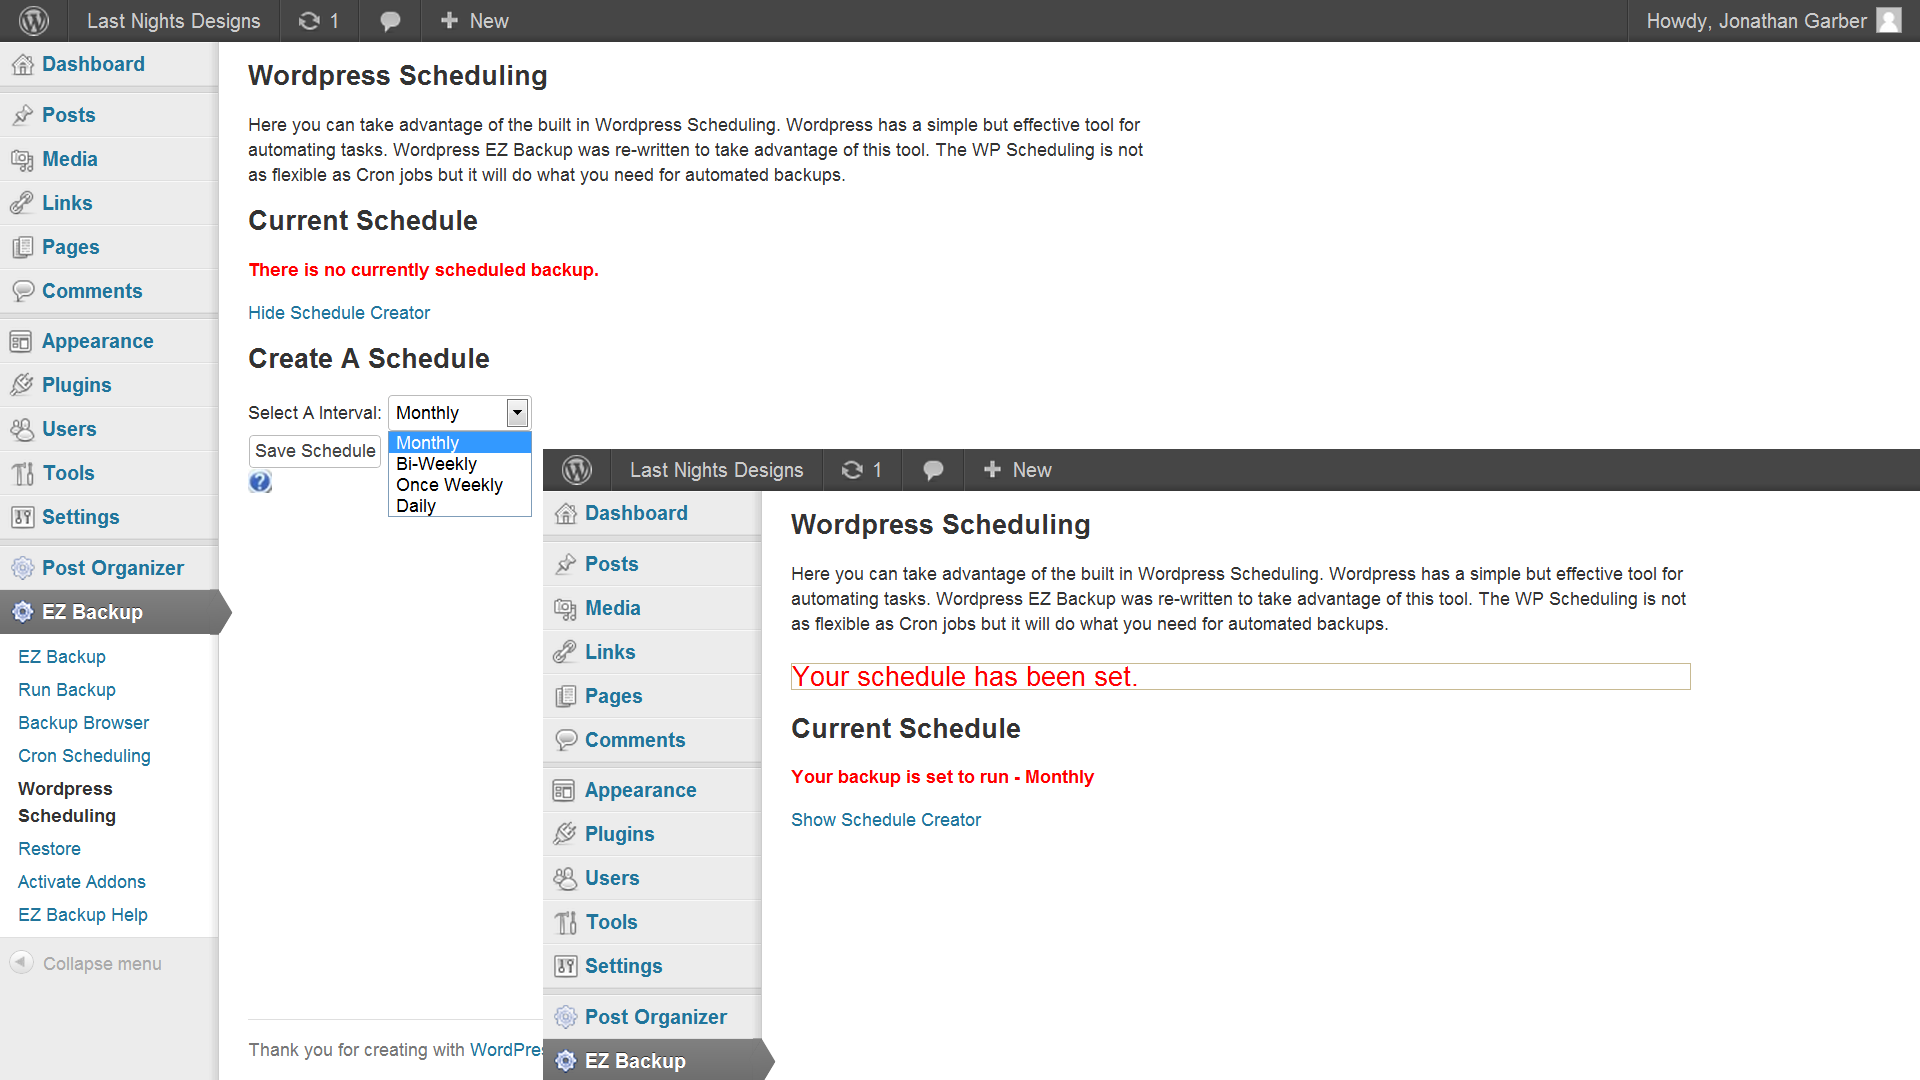 Last Nights Designs
1
New
Howdy, Jonathan Garber
Dashboard
Posts
Media
Links
Pages
Comments
Appearance
Plugins
Users
Tools
Settings
Post Organizer
EZ Backup
EZ Backup
Run Backup
Backup Browser
Cron Scheduling
Wordpress
Scheduling
Restore
Activate Addons
EZ Backup Help
Collapse menu
Wordpress Scheduling
Here you can take advantage of the built in Wordpress Scheduling. Wordpress has a simple but effective tool for
automating tasks. Wordpress EZ Backup was re-written to take advantage of this tool. The WP Scheduling is not
as flexible as Cron jobs but it will do what you need for automated backups.
Current Schedule
There is no currently scheduled backup.
Hide Schedule Creator
Create A Schedule
Select A Interval:
Monthly
Save Schedule
Monthly
Bi-Weekly
Once Weekly
Daily
Thank you for creating with WordPres
Last Nights Designs
1
New
Dashboard
Posts
Media
Links
Pages
Comments
Appearance
Plugins
Users
Tools
Settings
Post Organizer
EZ Backup
Wordpress Scheduling
Here you can take advantage of the built in Wordpress Scheduling. Wordpress has a simple but effective tool for
automating tasks. Wordpress EZ Backup was re-written to take advantage of this tool. The WP Scheduling is not
as flexible as Cron jobs but it will do what you need for automated backups.
Your schedule has been set.
Current Schedule
Your backup is set to run - Monthly
Show Schedule Creator